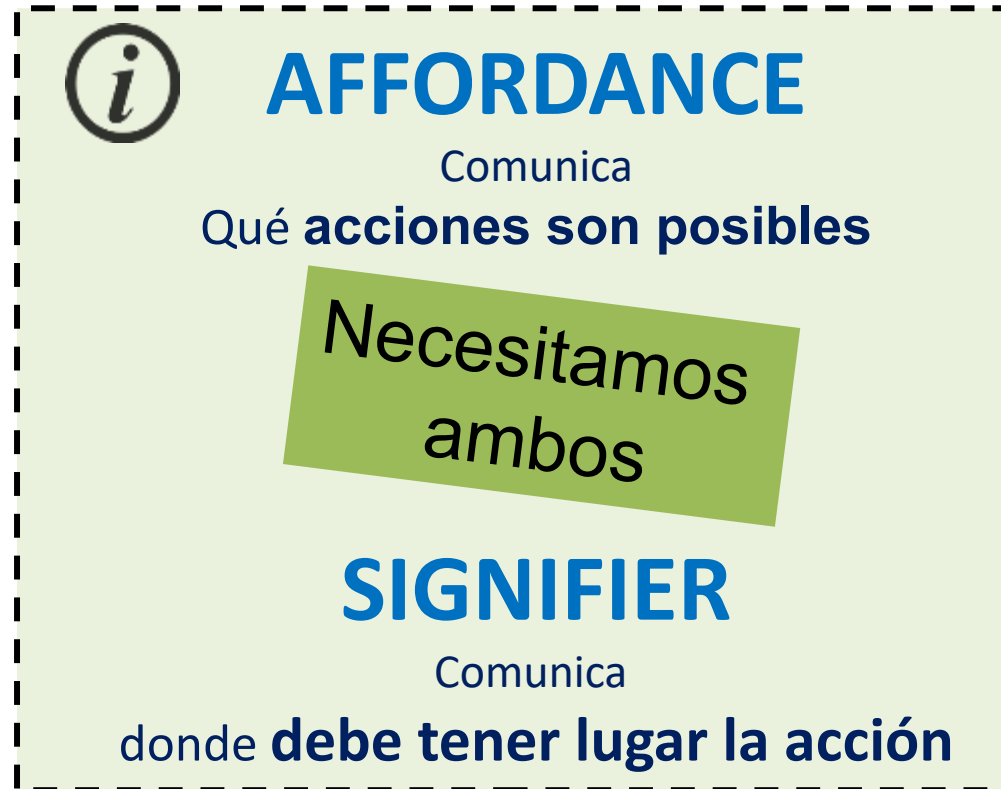 i
AFFORDANCE
Comunica
Qué acciones son posibles
Necesitamos
ambos
SIGNIFIER
Comunica
donde debe tener lugar la acción